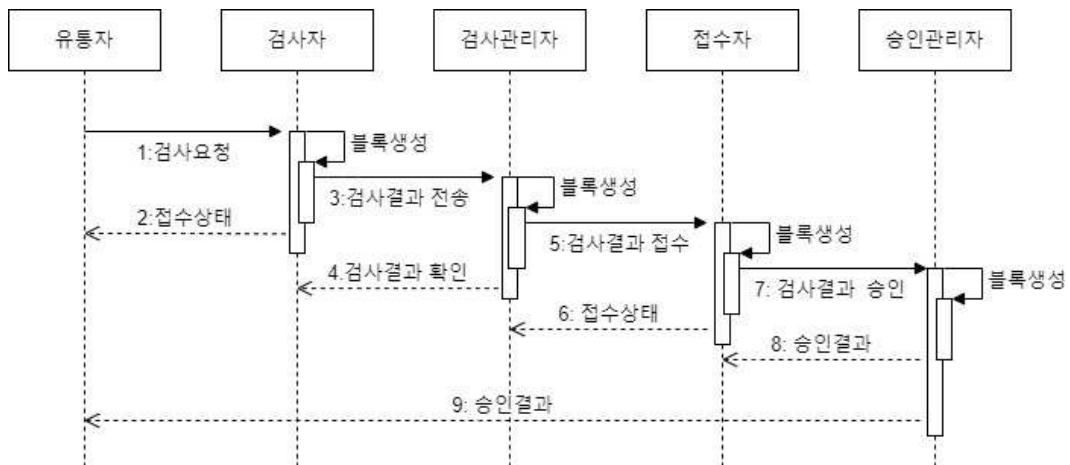 유통자
검사자
검사관리자
접수자
승인관리자
블록생성
1:검사요청
블록생성
3:검사결과 전송
2:접수상태
블록생성
5:검사결과 접수
4.검사결과 확인
블록생성
7: 검사결과 승인
6: 접수상태
8: 승인결과
9: 승인결과